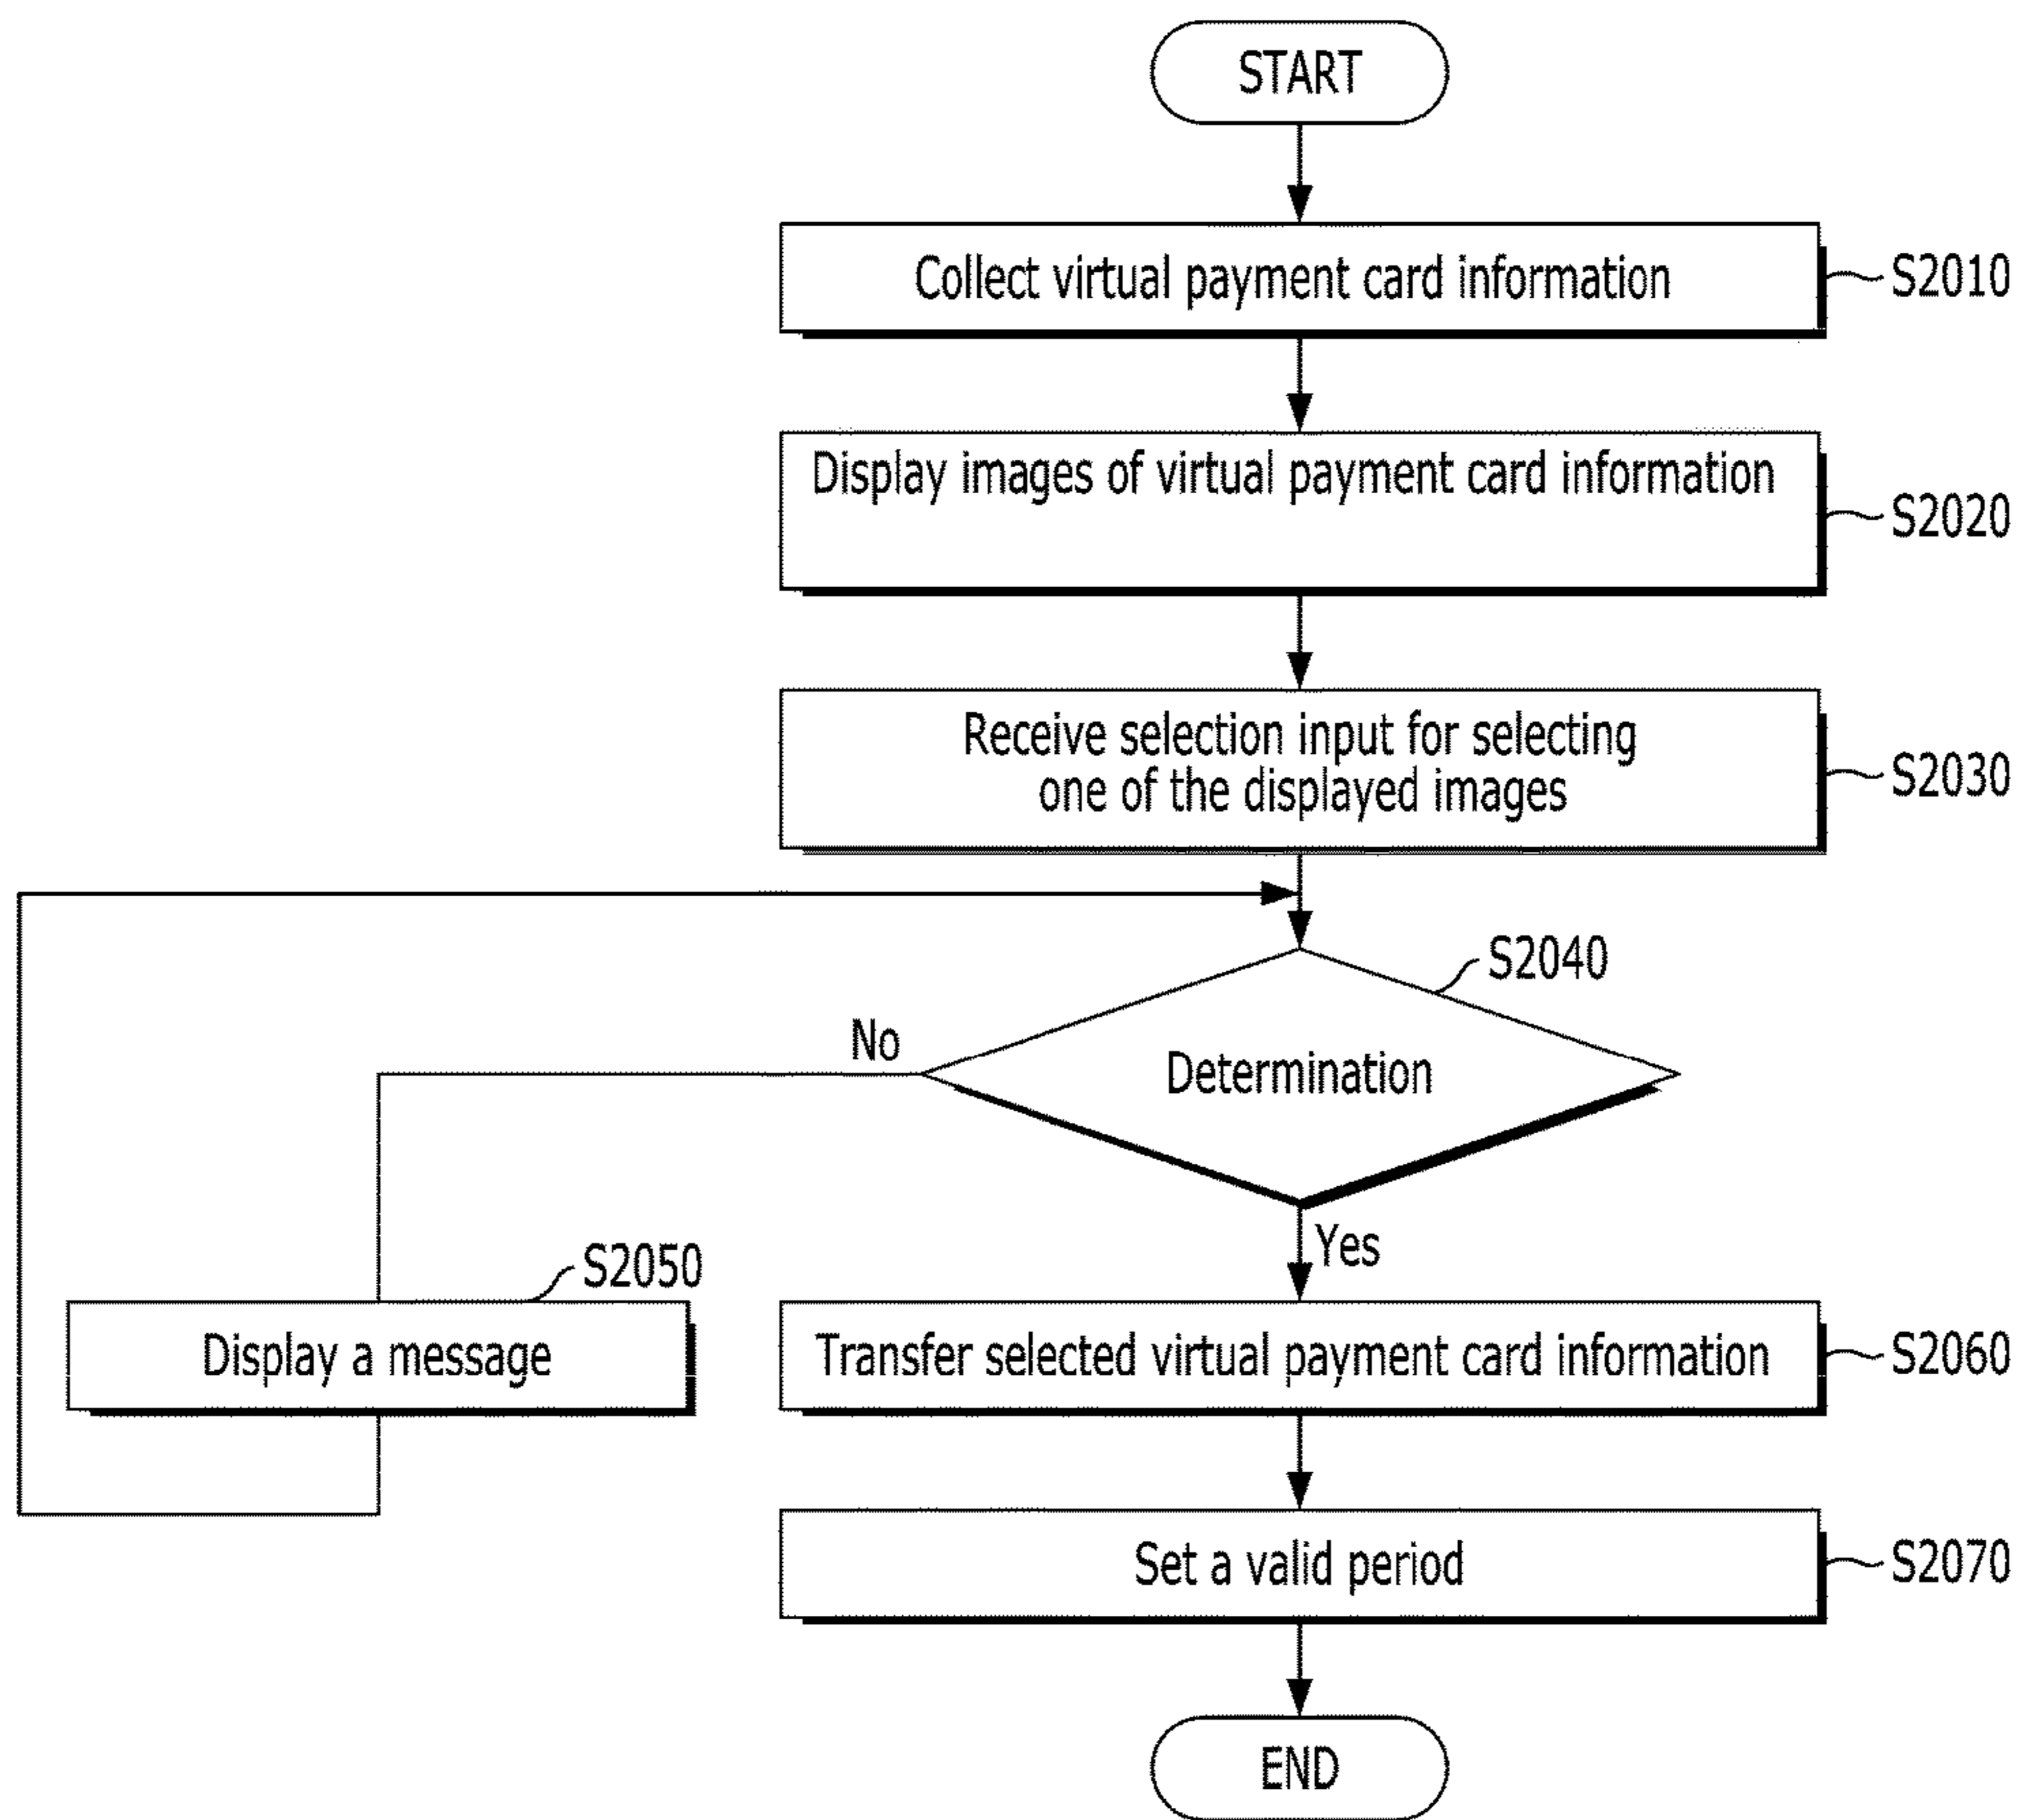 START
Collect virtual payment card information
S2010
Display images of virtual payment card information
S2020
Receive selection input for selecting
one of the displayed images
S2030
S2040
No
Determination
Yes
S2050
Display a message
Transfer selected virtual payment card information
S2060
Set a valid period
S2070
END